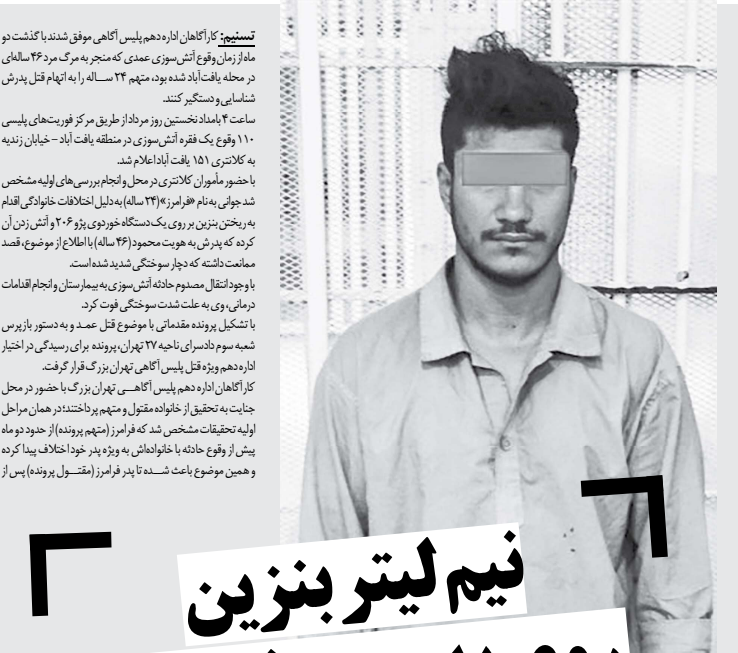 تسنیم: کارآگاهان اداره دهم پلیس آگاهی موفق شدند با گذشت دو
ماه از زمان وقوع آتش‌سوزی عمدی که منجر به مرگ مرد ۴۶ ساله‌ای
در محله یافت‌آباد شده بود، متهم ۲۴ ســاله را به اتهام قتل پدرش
شناسایی و دستگیر کنند.
ساعت ۴ بامداد نخستین روز مرداد از طریق مرکز فوریت‌های پلیسی
۱۱۰ وقوع یک فقره آتش‌سوزی در منطقه یافت آباد – خیابان زندیه
به کلانتری ۱۵۱ یافت آباد اعلام شد.
با حضور مأموران کلانتری در محل و انجام بررسی‌های اولیه مشخص
شد جوانی به نام «فرامرز» (۲۴ ساله) به دلیل اختلافات خانوادگی اقدام
به ریختن بنزین بر روی یک دستگاه خودوی پژو ۲۰۶ و آتش زدن آن
کرده که پدرش به هویت محمود (۴۶ ساله) با اطلاع از موضوع، قصد
ممانعت داشته که دچار سوختگی شدید شده است.
با وجود انتقال مصدوم حادثه آتش‌سوزی به بیمارستان و انجام اقدامات
درمانی، وی به علت شدت سوختگی فوت کرد.
با تشکیل پرونده مقدماتی با موضوع قتل عمـد و به دستور بازپرس
شعبه سوم دادسرای ناحیه ۲۷ تهران، پرونده برای رسیدگی در اختیار
اداره دهم ویژه قتل پلیس آگاهی تهران بزرگ قرار گرفت.
کارآگاهان اداره دهم پلیس آگاهــی تهران بزرگ با حضور در محل
جنایت به تحقیق از خانواده مقتول و متهم پرداختند؛ در همان مراحل
اولیه تحقیقات مشخص شد که فرامرز (متهم پرونده) از حدود دو ماه
پیش از وقوع حادثه با خانواده‌اش به ویژه پدر خود اختلاف پیدا کرده
و همین موضوع باعث شــده تا پدر فرامرز (مقتــول پرونده) پس از
نیم لیتر بنزین